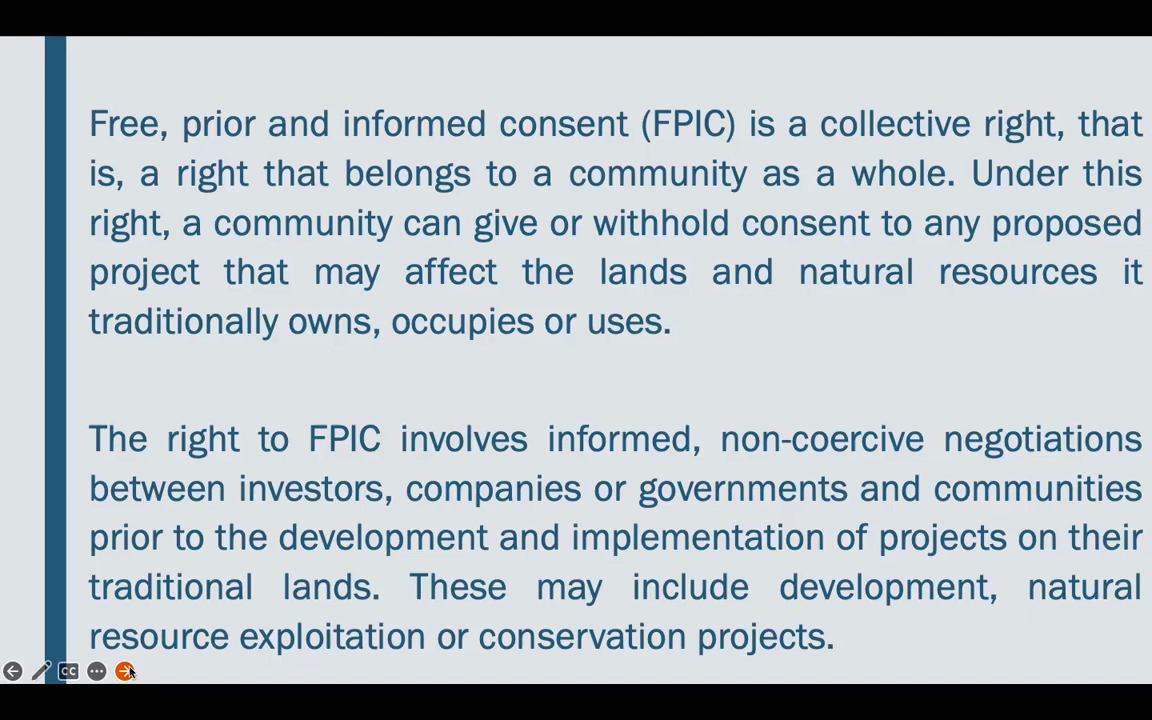 Free, prior and informed consent (FPIC) is a collective right, that
is, a right that belongs to a community as a whole. Under this
right, a community can give or withhold consent to any proposed
project that may affect the lands and natural resources it
traditionally owns, occupies or uses.
The right to FPIC involves informed, non-coercive negotiations
between investors, companies or governments and communities
prior to the development and implementation of projects on their
traditional lands. These may include development, natural
resource exploitation or conservation projects.
CC